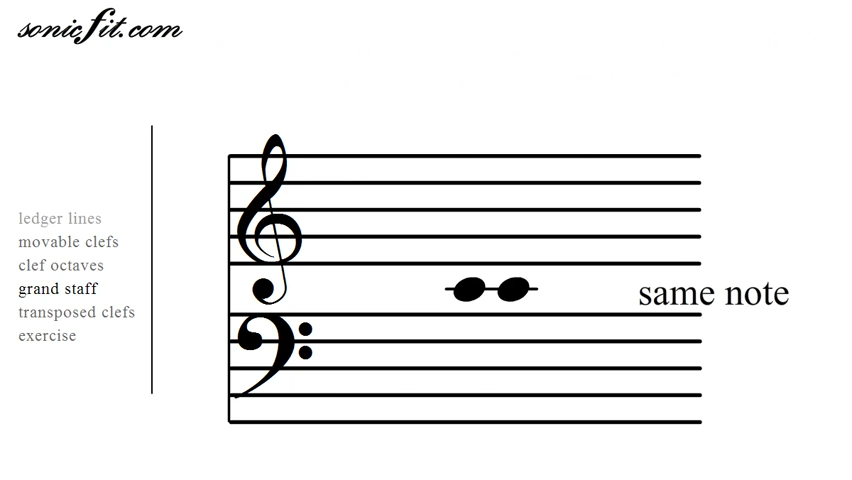 sonicfit.com
ledger lines
movable clefs
clef octaves
grand staff
transposed clefs
exercise
same note